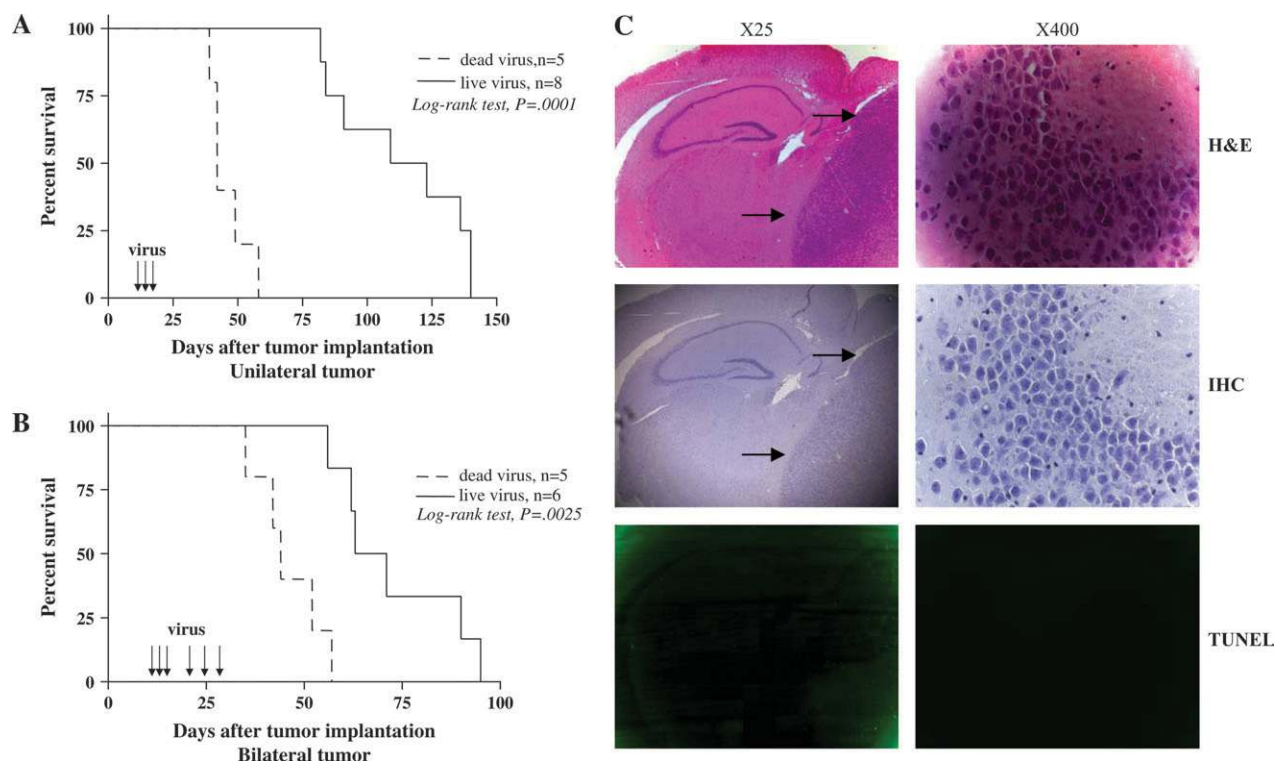 A
100
75
50
25
0
Percent survival
dead virus,n=5
live virus, n=8
Log-rank test, P=.0001
virus
0 25 50 75 100 125 150
Days after tumor implantation
Unilateral tumor
B
100
75
50
25
0
Percent survival
dead virus, n=5
live virus, n=6
Log-rank test, P=.0025
virus
0 25 50 75 100
Days after tumor implantation
Bilateral tumor
C
X25 X400
H&E
IHC
TUNEL